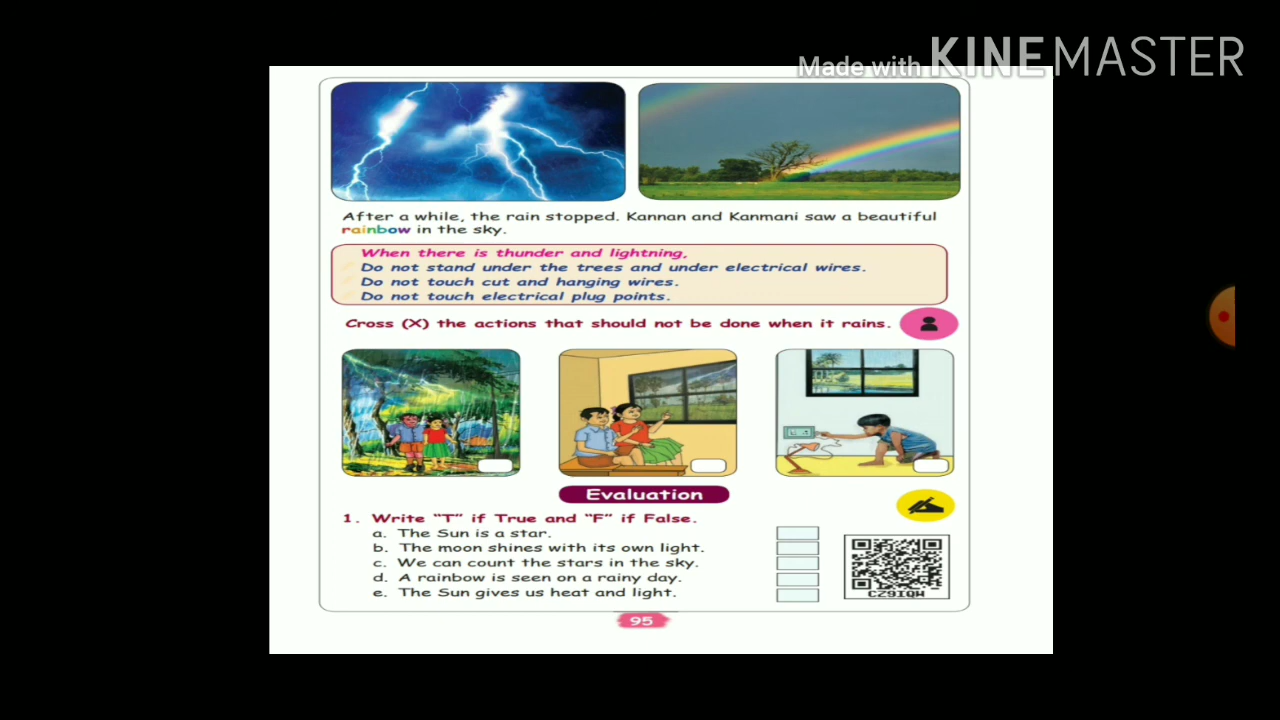 Made with KINEMASTER
After a while, the rain stopped. Kannan and Kanmani saw a beautiful
rainbow in the sky.
When there is thunder and lightning,
Do not stand under the trees and under electrical wires.
Do not touch cut and hanging wires.
Do not touch electrical plug points.
Cross (X) the actions that should not be done when it rains.
Evaluation
1. Write "T" if True and "F" if False.
a. The Sun is a star.
b. The moon shines with its own light.
c. We can count the stars in the sky.
d. A rainbow is seen on a rainy day.
e. The Sun gives us heat and light.
CZ9IQW
95